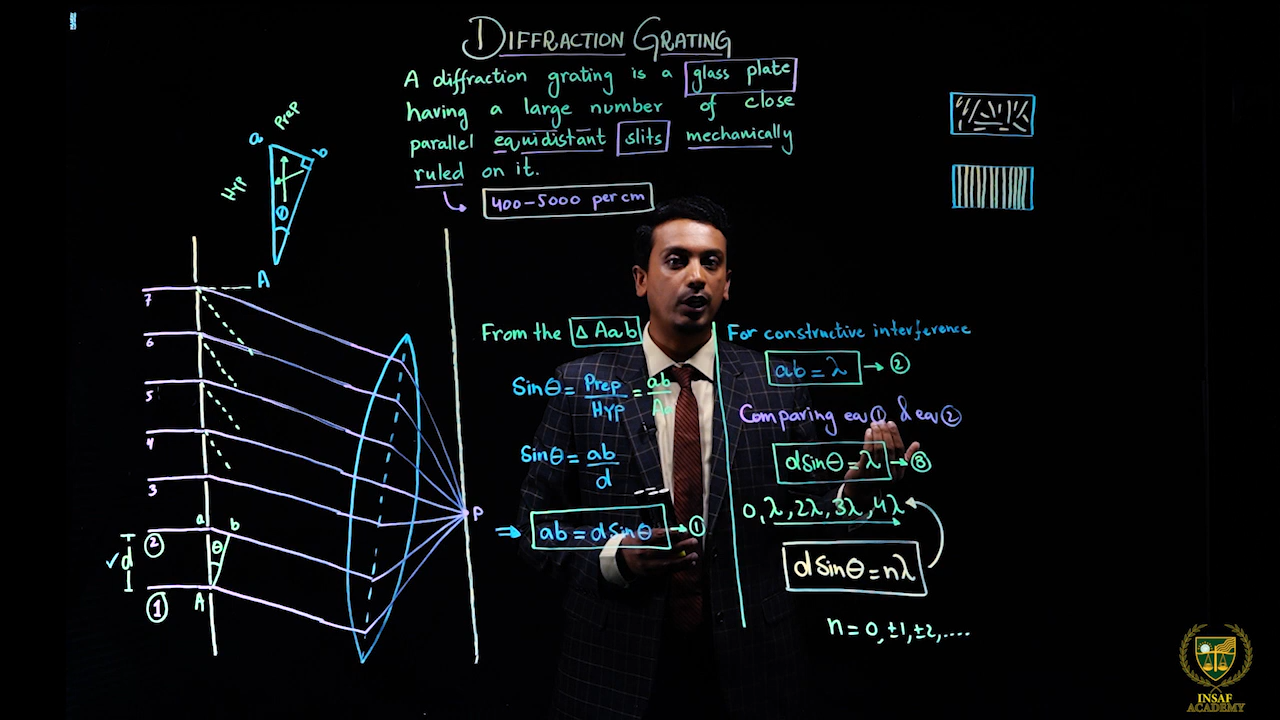 DIFFRACTION GRATING
A diffraction grating is a glass plate
having a large number of close
parallel equidistant slits mechanically
ruled on it.
400-5000 per cm
Prep
a
b
Hyp
θ
A
7
6
5
4
3
a
b
2
θ
d
A
1
P
From the Δ Aab
Sinθ = Prep/HYP = ab/A
Sinθ = ab/d
⇒ ab = dSinθ → 1
For constructive interference
ab = λ → 2
Comparing eq 1 & eq 2
dSinθ = λ → 3
0, λ, 2λ, 3λ, 4λ
dSinθ = nλ
n = 0, ±1, ±2, ....
INSAF
ACADEMY